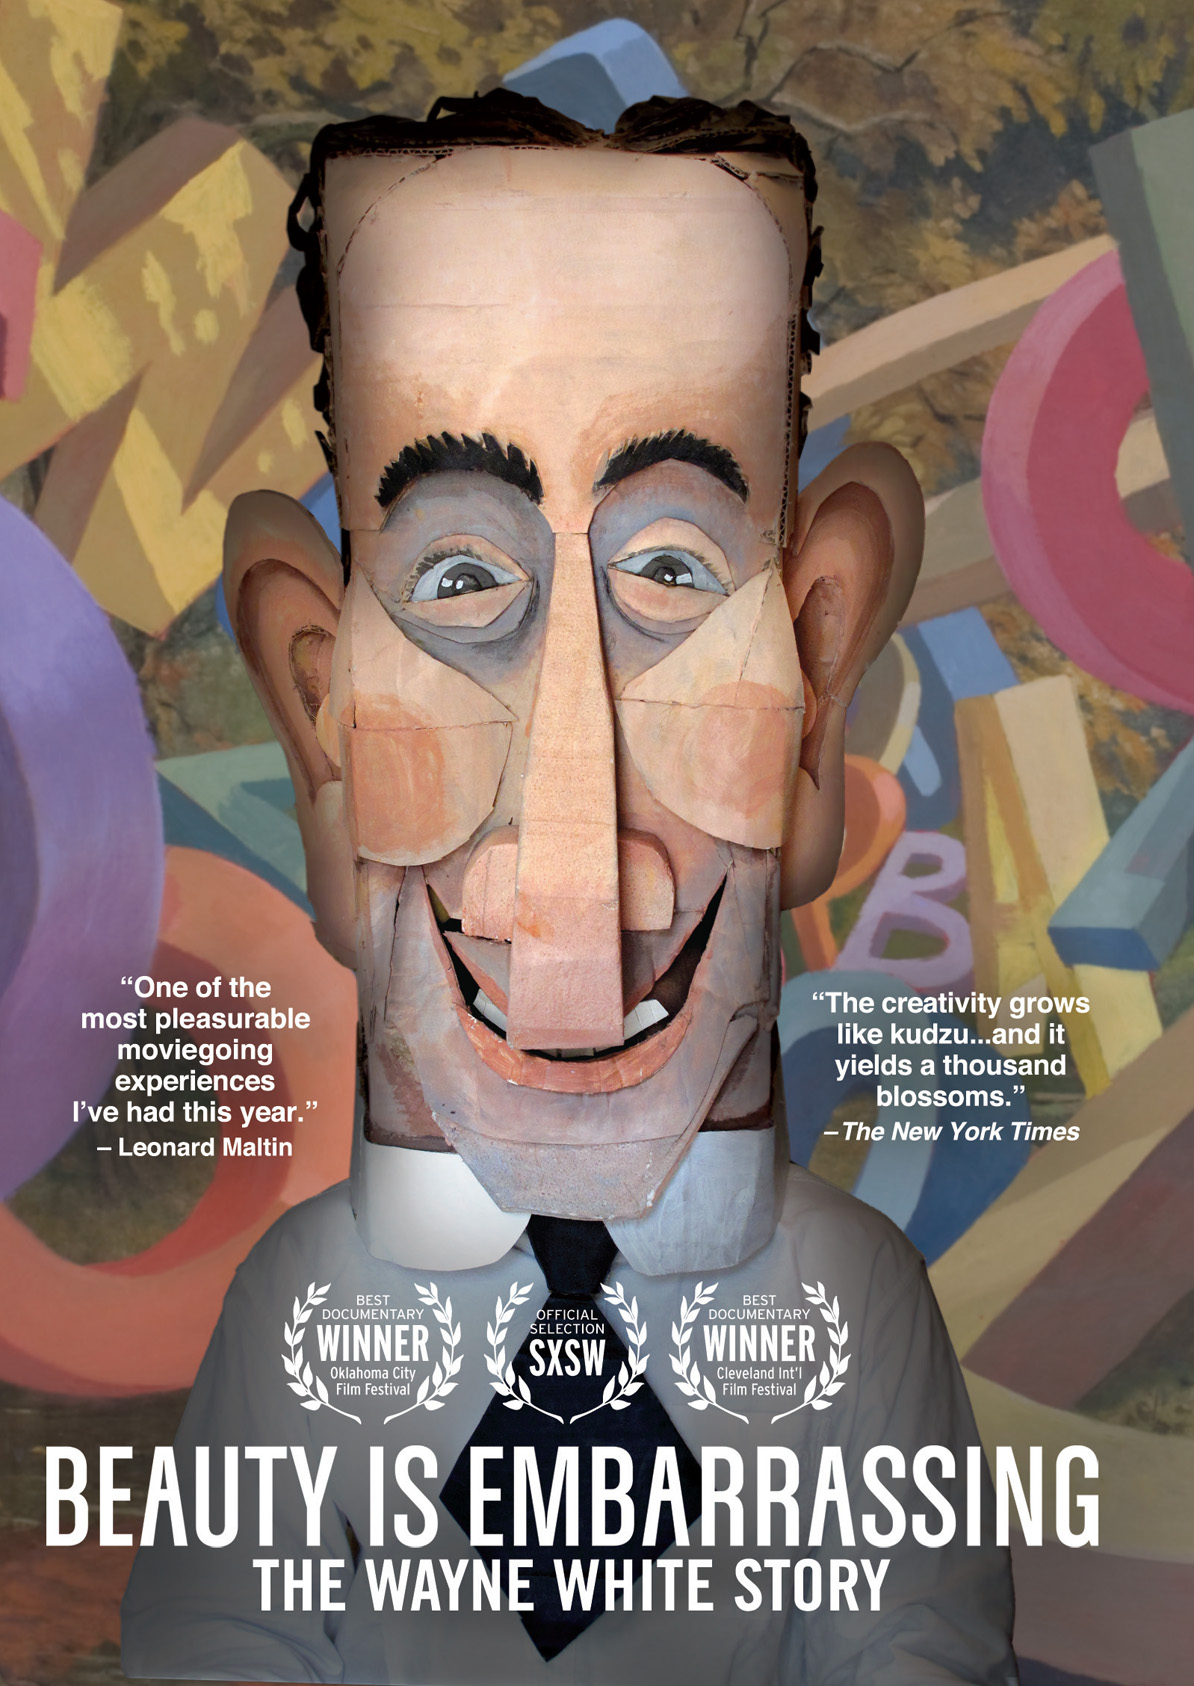 “One of the
most pleasurable
moviegoing
experiences
I’ve had this year.”
– Leonard Maltin
“The creativity grows
like kudzu...and it
yields a thousand
blossoms.”
– The New York Times
BEST
DOCUMENTARY
WINNER
Oklahoma City
Film Festival
OFFICIAL
SELECTION
SXSW
BEST
DOCUMENTARY
WINNER
Cleveland Int’l
Film Festival
BEAUTY IS EMBARRASSING
THE WAYNE WHITE STORY